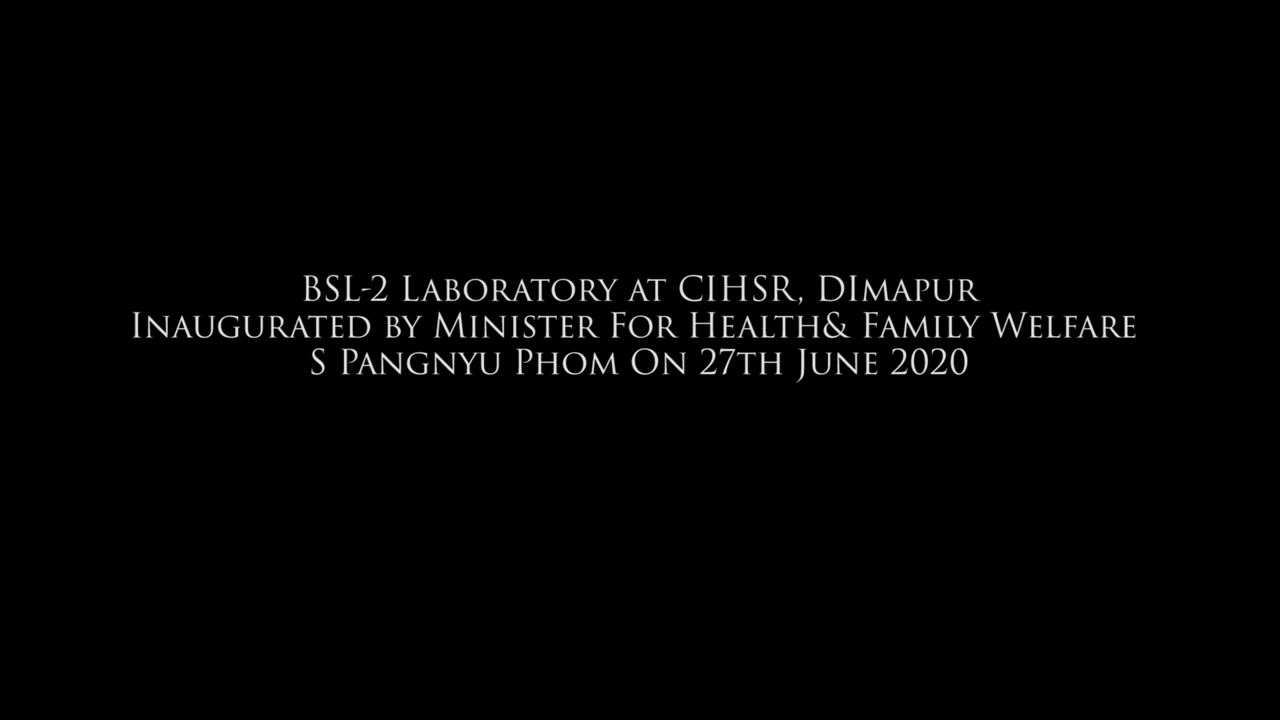 BSL-2 Laboratory at CIHSR, DImapur
Inaugurated by Minister For Health& Family Welfare
S Pangnyu Phom On 27th June 2020